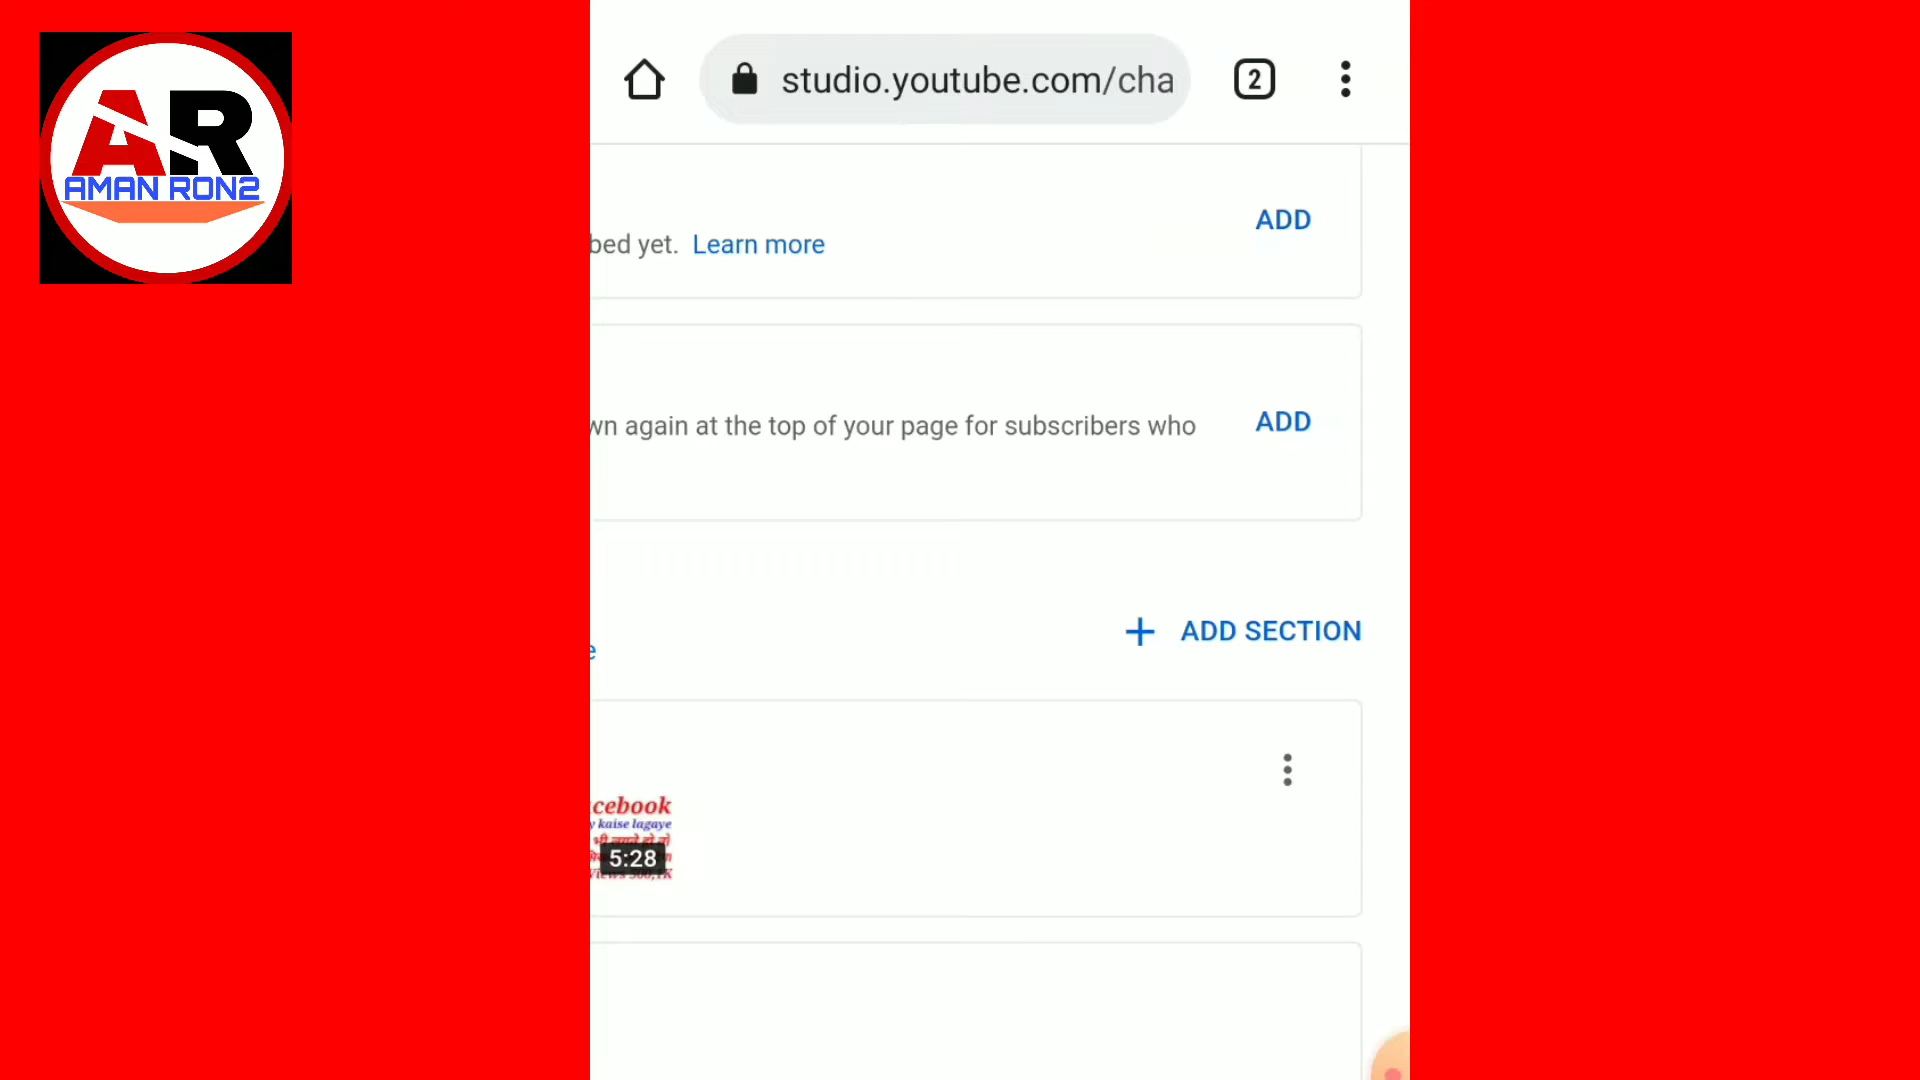 AR
AMAN RON2
studio.youtube.com/cha
2
ADD
bed yet. Learn more
wn again at the top of your page for subscribers who
ADD
+ ADD SECTION
e
cebook
y kaise lagaye
5:28